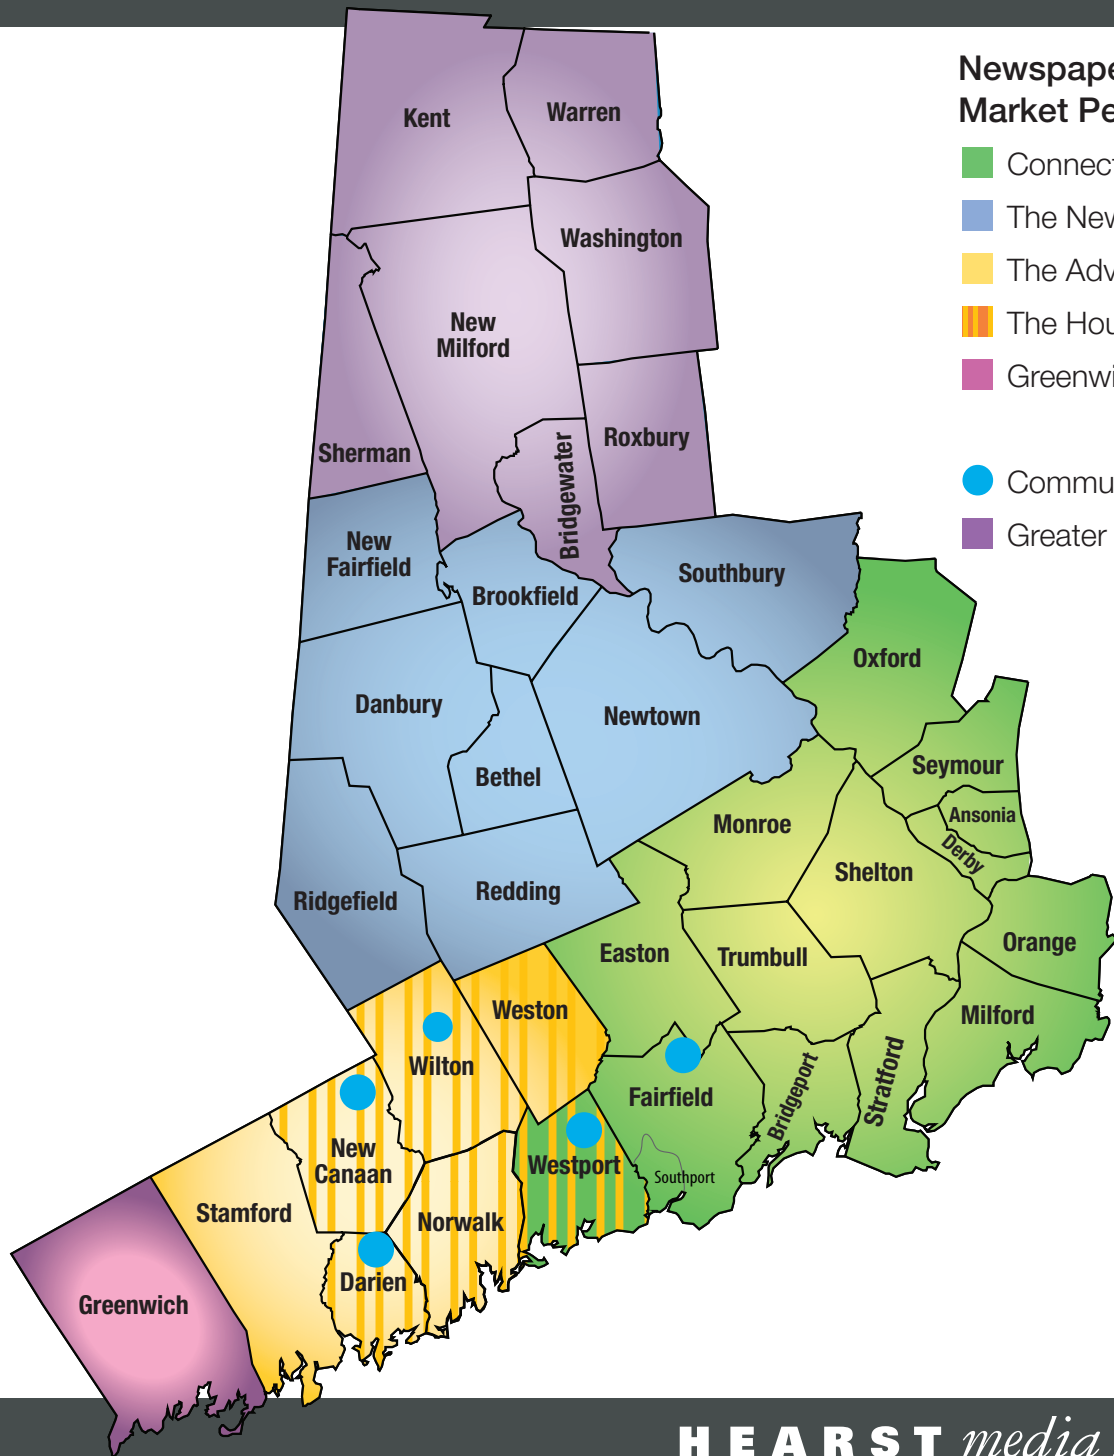 Newspape
Market Pe
Connect
The New
The Adv
The Hou
Greenwi
Commu
Greater
Kent
Warren
Washington
New
Milford
Sherman
Bridgewater
Roxbury
New
Fairfield
Brookfield
Southbury
Oxford
Danbury
Newtown
Bethel
Seymour
Ansonia
Derby
Monroe
Shelton
Ridgefield
Redding
Easton
Trumbull
Orange
Milford
Weston
Wilton
Fairfield
Bridgeport
Stratford
New
Canaan
Westport
Southport
Stamford
Norwalk
Darien
Greenwich
HEARST media